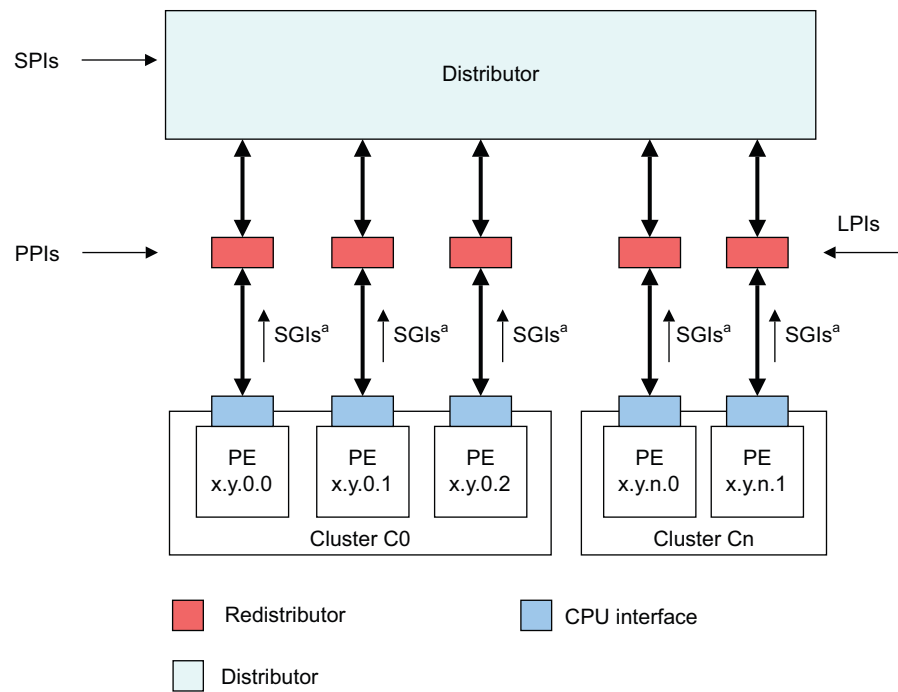 SPIs
Distributor
PPIs
LPIs
SGIsᵃ
SGIsᵃ
SGIsᵃ
SGIsᵃ
SGIsᵃ
PE
x.y.0.0
PE
x.y.0.1
PE
x.y.0.2
PE
x.y.n.0
PE
x.y.n.1
Cluster C0
Cluster Cn
Redistributor
CPU interface
Distributor